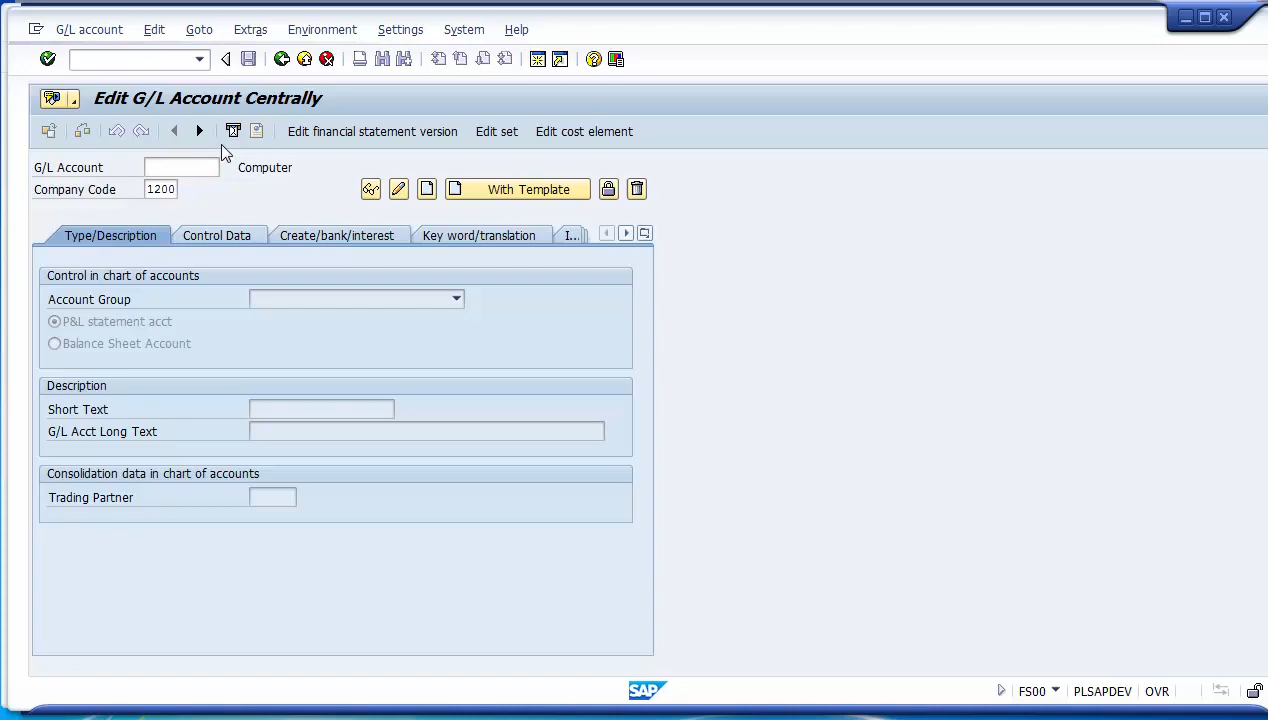 G/L account Edit Goto Extras Environment Settings System Help
Edit G/L Account Centrally
Edit financial statement version Edit set Edit cost element
G/L Account Computer
Company Code 1200
With Template
Type/Description Control Data Create/bank/interest Key word/translation I...
Control in chart of accounts
Account Group
P&L statement acct
Balance Sheet Account
Description
Short Text
G/L Acct Long Text
Consolidation data in chart of accounts
Trading Partner
SAP FS00 PLSAPDEV OVR